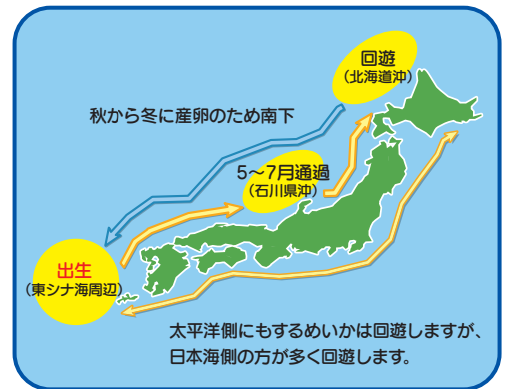 回遊
（北海道沖）
秋から冬に産卵のため南下
5～7月通過
（石川県沖）
出生
（東シナ海周辺）
太平洋側にもするめいかは回遊しますが、
日本海側の方が多く回遊します。